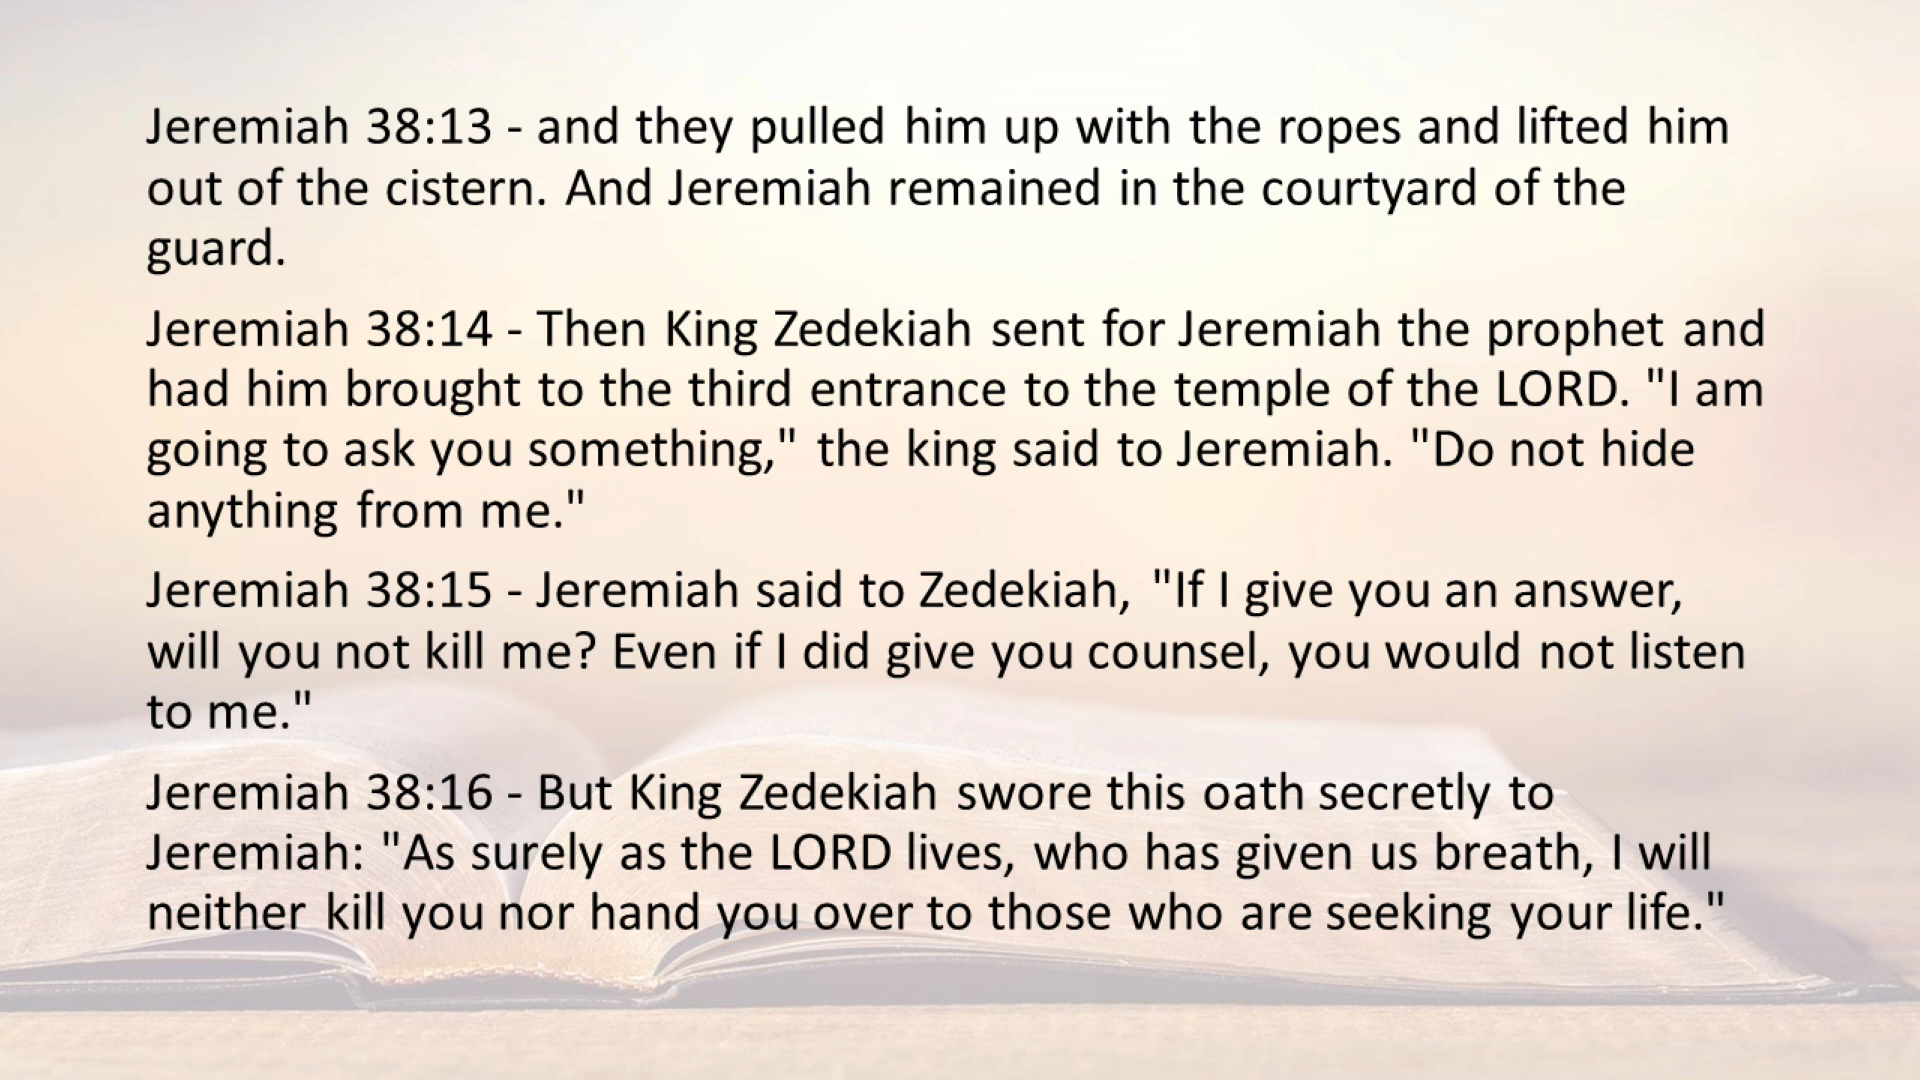 Jeremiah 38:13 - and they pulled him up with the ropes and lifted him
out of the cistern. And Jeremiah remained in the courtyard of the
guard.
Jeremiah 38:14 - Then King Zedekiah sent for Jeremiah the prophet and
had him brought to the third entrance to the temple of the LORD. "I am
going to ask you something," the king said to Jeremiah. "Do not hide
anything from me."
Jeremiah 38:15 - Jeremiah said to Zedekiah, "If I give you an answer,
will you not kill me? Even if I did give you counsel, you would not listen
to me."
Jeremiah 38:16 - But King Zedekiah swore this oath secretly to
Jeremiah: "As surely as the LORD lives, who has given us breath, I will
neither kill you nor hand you over to those who are seeking your life."